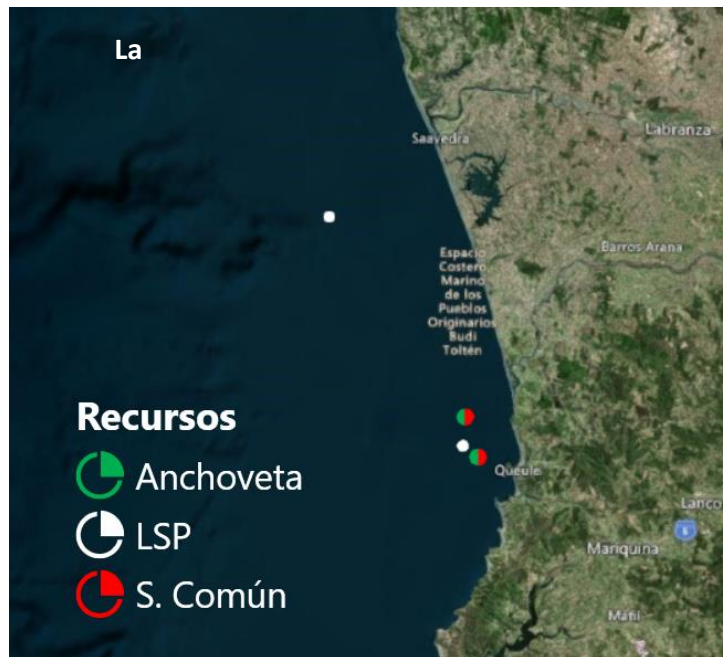 La
Saavedra
Labranza
Barros Arana
Espacio
Costero
Marino
de los
Pueblos
Originarios
Budi
Toltén
Recursos
Anchoveta
Queule
Lanco
LSP
5
Mariquina
S. Común
Mafil